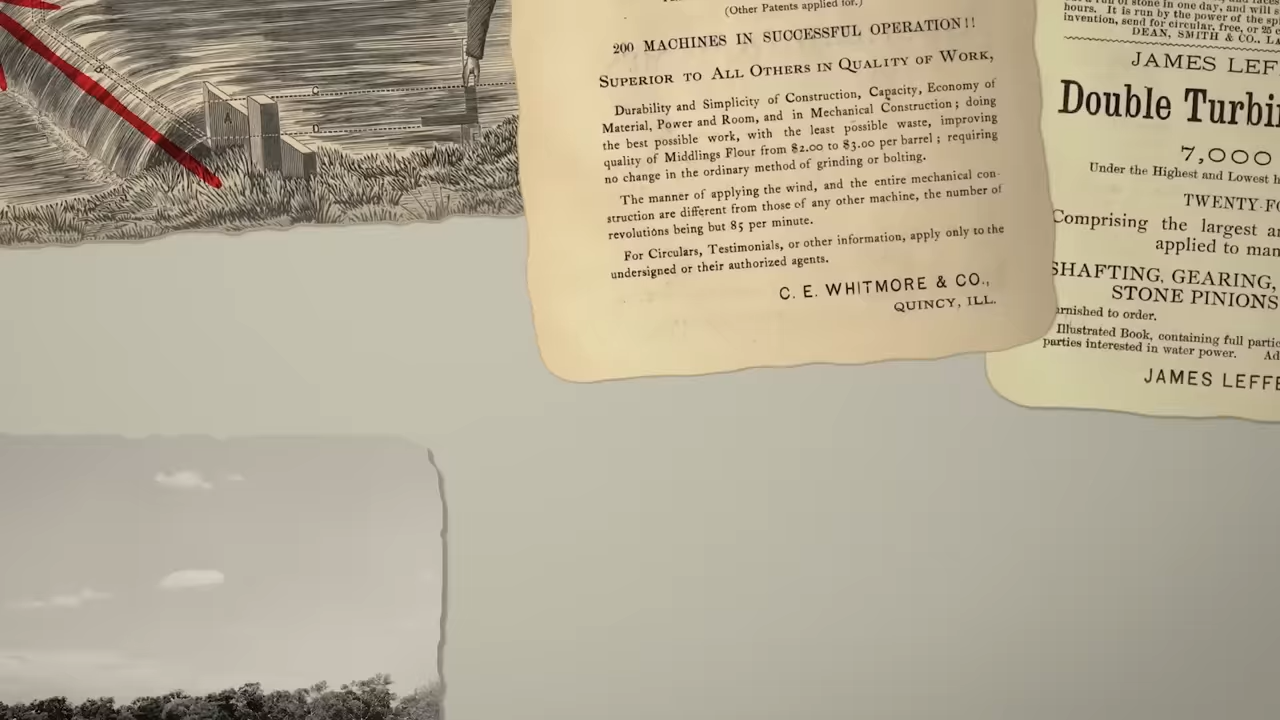 (Other Patents applied for.)
200 MACHINES IN SUCCESSFUL OPERATION!!
SUPERIOR TO ALL OTHERS IN QUALITY OF WORK,
Durability and Simplicity of Construction, Capacity, Economy of
Material, Power and Room, and in Mechanical Construction; doing
the best possible work, with the least possible waste, improving
quality of Middlings Flour from $2.00 to $3.00 per barrel; requiring
no change in the ordinary method of grinding or bolting.
The manner of applying the wind, and the entire mechanical con-
struction are different from those of any other machine, the number of
revolutions being but 85 per minute.
For Circulars, Testimonials, or other information, apply only to the
undersigned or their authorized agents.
C. E. WHITMORE & CO.,
QUINCY, ILL.
of stone in one day, and will
hours. It is run by the power of the
invention, send for circular, free, or 25
DEAN, SMITH & CO.,
JAMES
Double
7,000
Under the Highest and Lowest
Comprising the largest
applied to
SHAFTING, GEARING,
STONE PINIONS
to order.
Illustrated Book, containing full
parties interested in water power.
JAMES
A
B
C
D